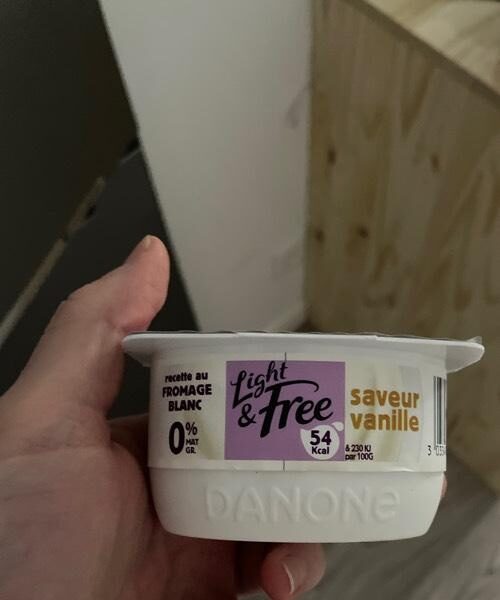 recette au
FROMAGE
BLANC
0%
MAT
GR.
Light
& Free
54
Kcal
& 230 KJ
par 100G
saveur
vanille
DANONE